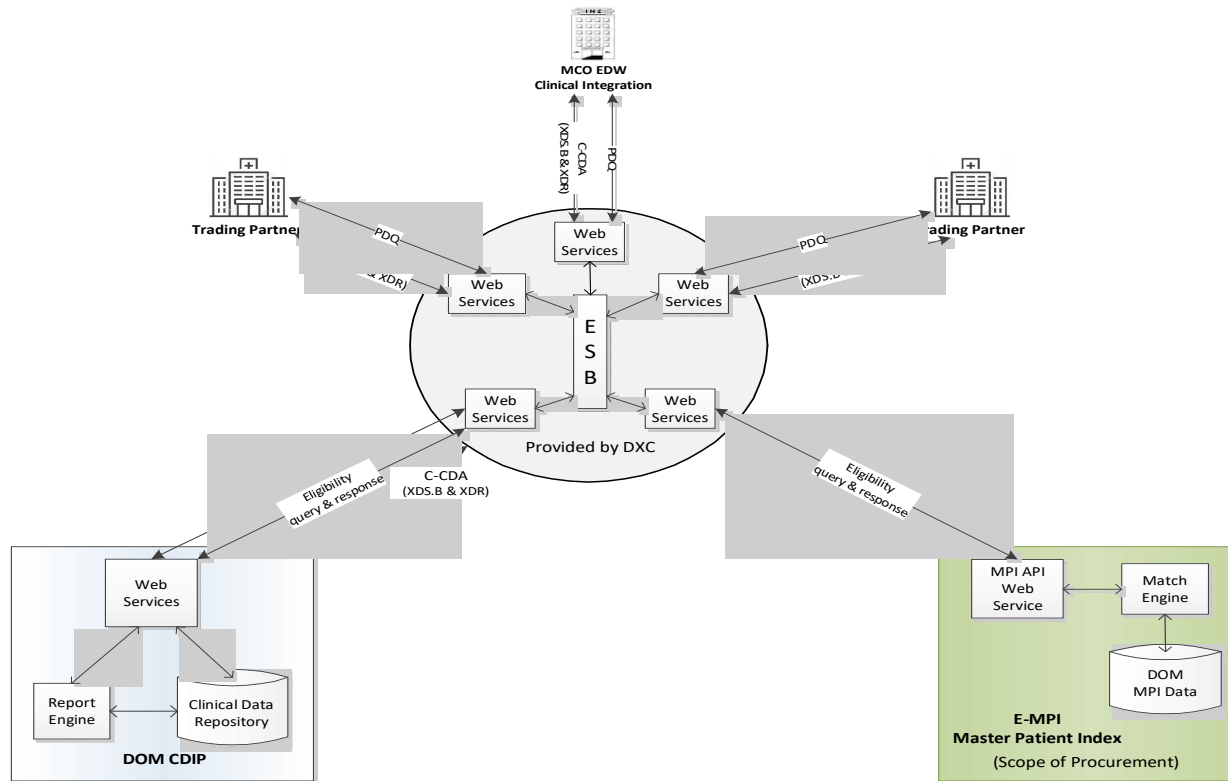 MCO EDW
Clinical Integration
C-CDA
(XDS.B & XDR)
PDQ
Trading Partner
PDQ
& XDR)
PDQ
(XDS.B
Trading Partner
Web
Services
Web
Services
Web
Services
E
S
B
Web
Services
Web
Services
Provided by DXC
Eligibility
query & response
C-CDA
(XDS.B & XDR)
Eligibility
query & response
Web
Services
Report
Engine
Clinical Data
Repository
DOM CDIP
MPI API
Web
Service
Match
Engine
DOM
MPI Data
E-MPI
Master Patient Index
(Scope of Procurement)